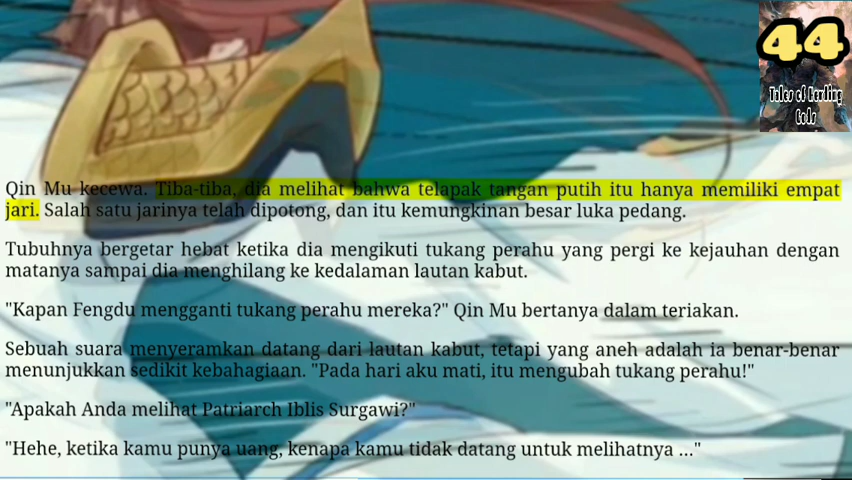 44
Tales of Herding
Gods
Qin Mu kecewa. Tiba-tiba, dia melihat bahwa telapak tangan putih itu hanya memiliki empat
jari. Salah satu jarinya telah dipotong, dan itu kemungkinan besar luka pedang.
Tubuhnya bergetar hebat ketika dia mengikuti tukang perahu yang pergi ke kejauhan dengan
matanya sampai dia menghilang ke kedalaman lautan kabut.
"Kapan Fengdu mengganti tukang perahu mereka?" Qin Mu bertanya dalam teriakan.
Sebuah suara menyeramkan datang dari lautan kabut, tetapi yang aneh adalah ia benar-benar
menunjukkan sedikit kebahagiaan. "Pada hari aku mati, itu mengubah tukang perahu!"
"Apakah Anda melihat Patriarch Iblis Surgawi?"
"Hehe, ketika kamu punya uang, kenapa kamu tidak datang untuk melihatnya ..."